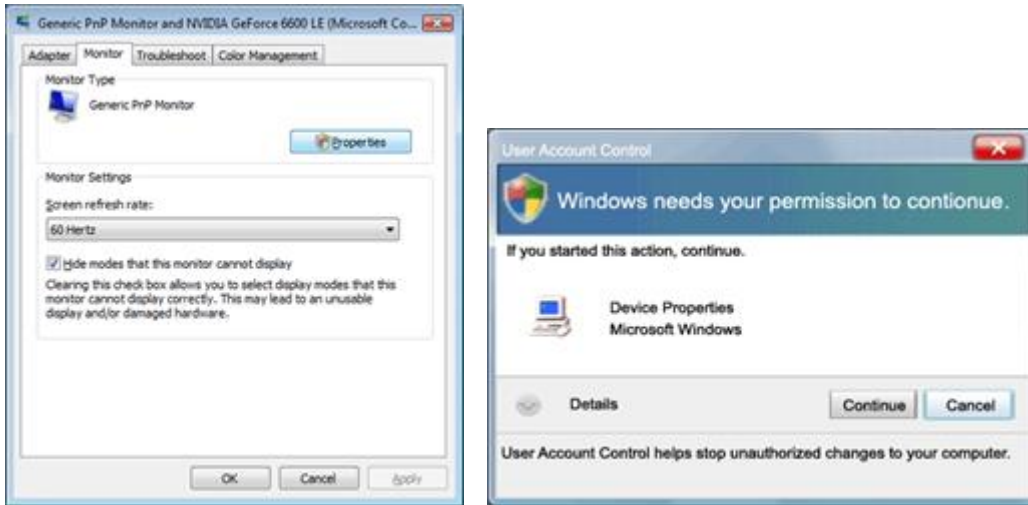 Generic PnP Monitor and NVIDIA GeForce 6600 LE (Microsoft Co...
Adapter Monitor Troubleshoot Color Management
Monitor Type
Generic PnP Monitor
Properties
Monitor Settings
Screen refresh rate:
60 Hertz
Hide modes that this monitor cannot display
Clearing this check box allows you to select display modes that this
monitor cannot display correctly. This may lead to an unusable
display and/or damaged hardware.
OK Cancel Apply
User Account Control
Windows needs your permission to contionue.
If you started this action, continue.
Device Properties
Microsoft Windows
Details Continue Cancel
User Account Control helps stop unauthorized changes to your computer.